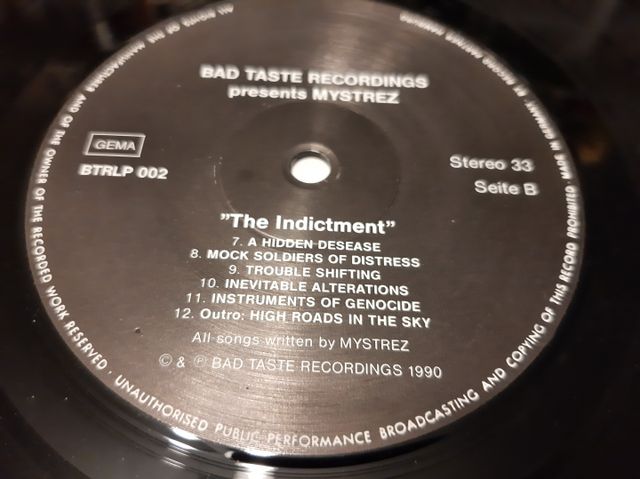 BAD TASTE RECORDINGS
presents MYSTREZ
GEMA
BTRLP 002
Stereo 33
Seite B
"The Indictment"
7. A HIDDEN DESEASE
8. MOCK SOLDIERS OF DISTRESS
9. TROUBLE SHIFTING
10. INEVITABLE ALTERATIONS
11. INSTRUMENTS OF GENOCIDE
12. Outro: HIGH ROADS IN THE SKY
All songs written by MYSTREZ
© & ℗ BAD TASTE RECORDINGS 1990
AND OF THE OWNER OF THE RECORDED WORK RESERVED · UNAUTHORISED PUBLIC PERFORMANCE BROADCASTING AND COPYING OF THIS RECORD PROHIBITED